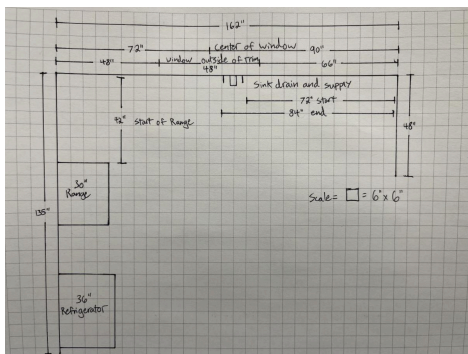 162"
72" center of window 90"
48" window outside of trim 66"
48"
Sink drain and supply
72" start
84" end
72" start of Range
48"
30"
Range
Scale = □ = 6" x 6"
135"
36"
Refrigerator